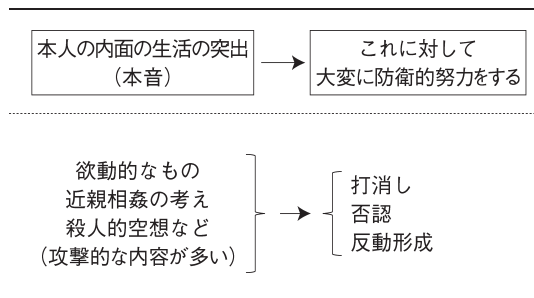 本人の内面の生活の突出
（本音）
これに対して
大変に防衛的努力をする
欲動的なもの
近親相姦の考え
殺人的空想など
（攻撃的な内容が多い）
打消し
否認
反動形成